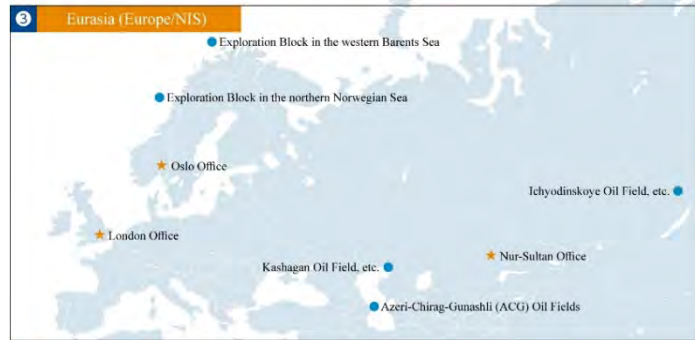 3 Eurasia (Europe/NIS)
Exploration Block in the western Barents Sea
Exploration Block in the northern Norwegian Sea
Oslo Office
Ichyodinskoye Oil Field, etc.
London Office
Nur-Sultan Office
Kashagan Oil Field, etc.
Azeri-Chirag-Gunashli (ACG) Oil Fields